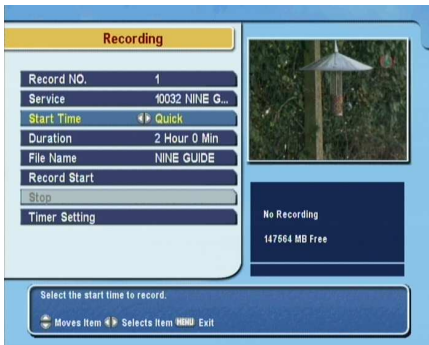 Recording
Record NO. 1
Service 10032 NINE G...
Start Time Quick
Duration 2 Hour 0 Min
File Name NINE GUIDE
Record Start
Stop
Timer Setting
No Recording
147564 MB Free
Select the start time to record.
Moves Item Selects Item MENU Exit